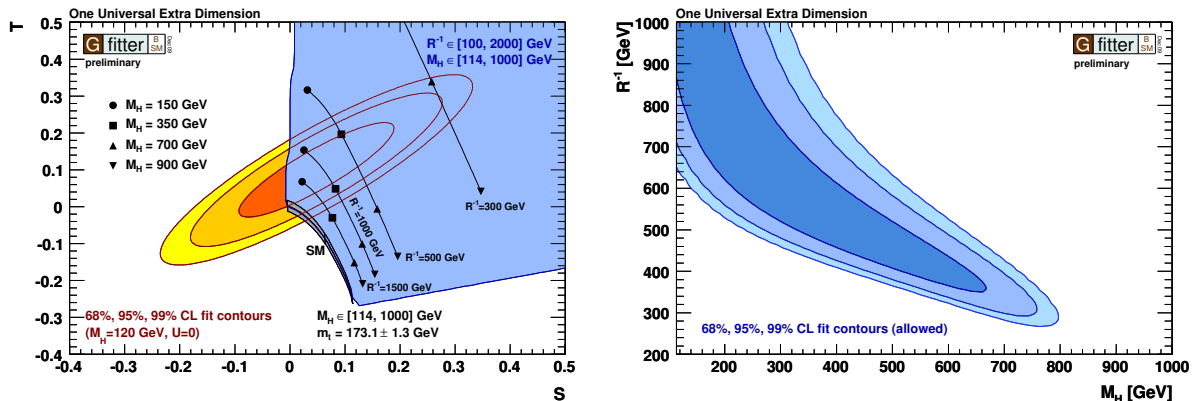 One Universal Extra Dimension
T
G fitter B SM Dec 09
preliminary
R⁻¹ ∈ [100, 2000] GeV
M_H ∈ [114, 1000] GeV
M_H = 150 GeV
M_H = 350 GeV
M_H = 700 GeV
M_H = 900 GeV
R⁻¹=300 GeV
R⁻¹=1000 GeV
SM
R⁻¹=500 GeV
R⁻¹=1500 GeV
68%, 95%, 99% CL fit contours
(M_H=120 GeV, U=0)
M_H ∈ [114, 1000] GeV
m_t = 173.1 ± 1.3 GeV
0.5
0.4
0.3
0.2
0.1
0
-0.1
-0.2
-0.3
-0.4
-0.4 -0.3 -0.2 -0.1 0 0.1 0.2 0.3 0.4 0.5
S
One Universal Extra Dimension
R⁻¹ [GeV]
G fitter B SM Dec 09
preliminary
1000
900
800
700
600
500
400
300
200
68%, 95%, 99% CL fit contours (allowed)
200 300 400 500 600 700 800 900 1000
M_H [GeV]